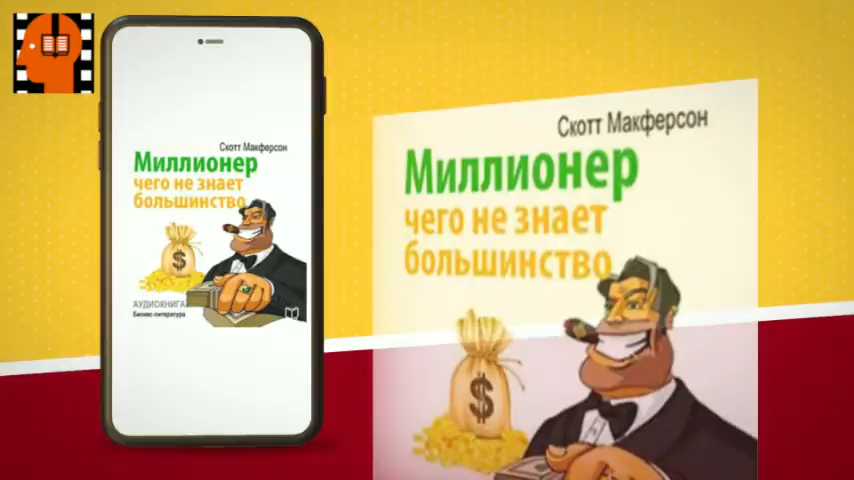 Скотт Макферсон
Миллионер
чего не знает
большинство
$
АУДИОКНИГА
Бизнес-литература
Скотт Макферсон
Миллионер
чего не знает
большинство
$